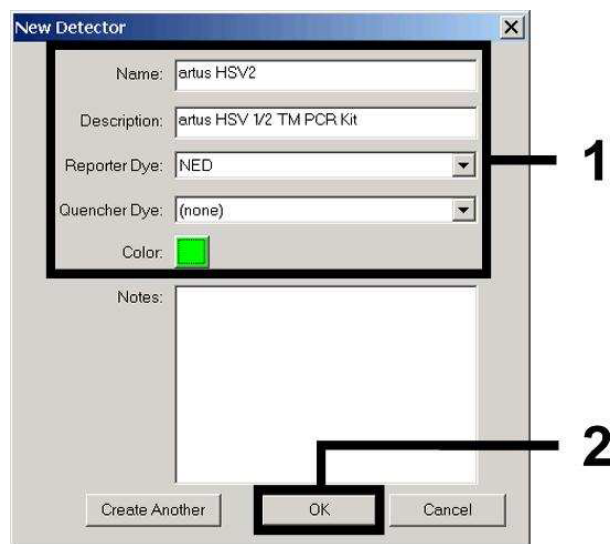 New Detector
Name: artus HSV2
1
Description: artus HSV 1/2 TM PCR Kit
Reporter Dye: NED
Quencher Dye: (none)
Color:
Notes:
2
Create Another OK Cancel